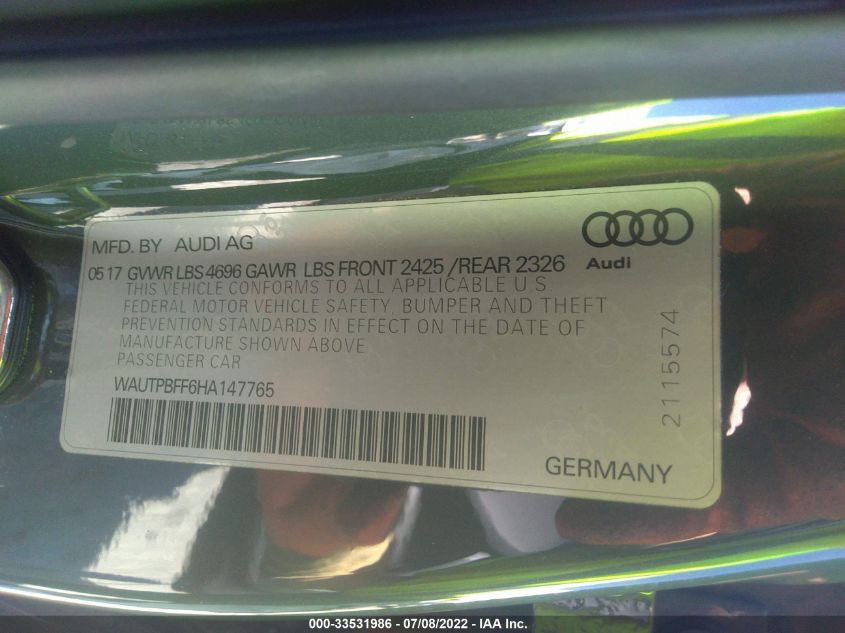 MFD. BY AUDI AG
Audi
05 17 GVWR LBS 4696 GAWR LBS FRONT 2425 / REAR 2326
THIS VEHICLE CONFORMS TO ALL APPLICABLE U.S.
FEDERAL MOTOR VEHICLE SAFETY, BUMPER AND THEFT
PREVENTION STANDARDS IN EFFECT ON THE DATE OF
MANUFACTURE SHOWN ABOVE
PASSENGER CAR
WAUTPBFF6HA147765
2115574
GERMANY
000-33531986 - 07/08/2022 - IAA Inc.